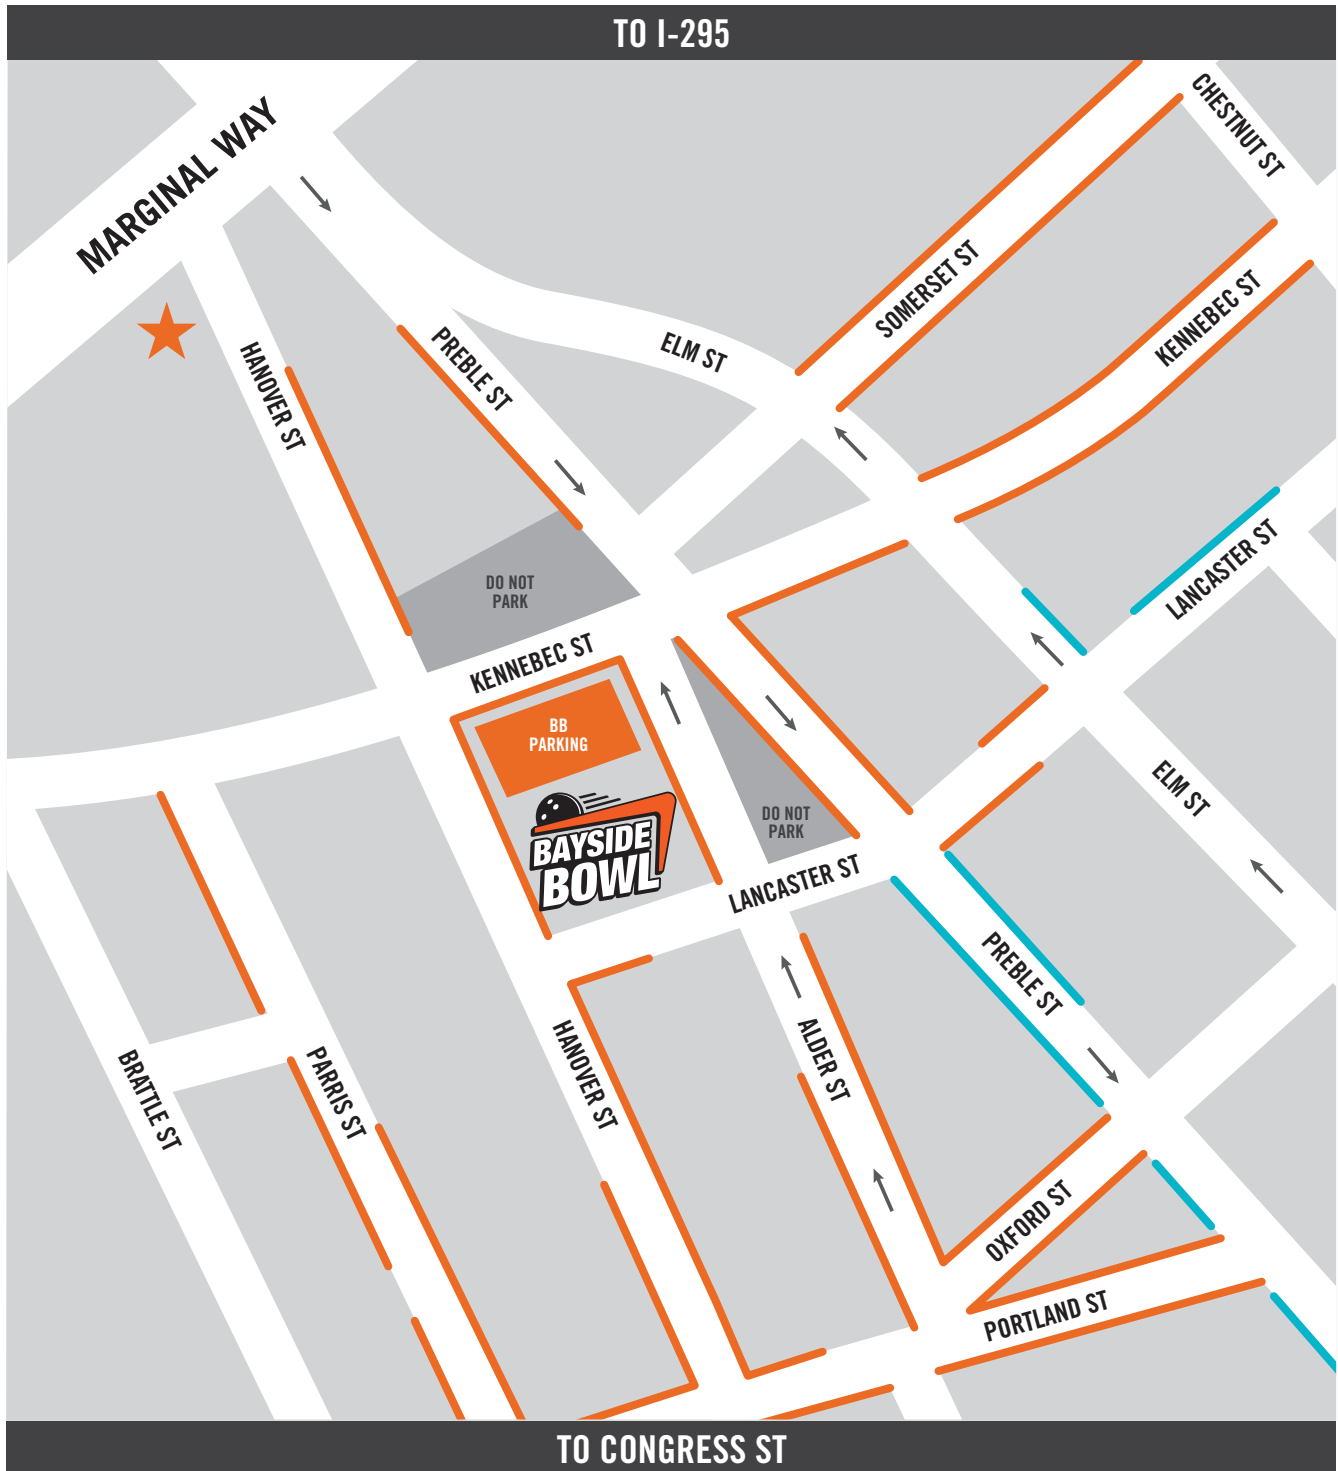 TO I-295
CHESTNUT ST
MARGINAL WAY
SOMERSET ST
KENNEBEC ST
ELM ST
PREBLE ST
HANOVER ST
LANCASTER ST
DO NOT
PARK
KENNEBEC ST
BB
PARKING
ELM ST
BAYSIDE
BOWL
DO NOT
PARK
LANCASTER ST
PREBLE ST
ALDER ST
HANOVER ST
PARRIS ST
BRATTLE ST
OXFORD ST
PORTLAND ST
TO CONGRESS ST